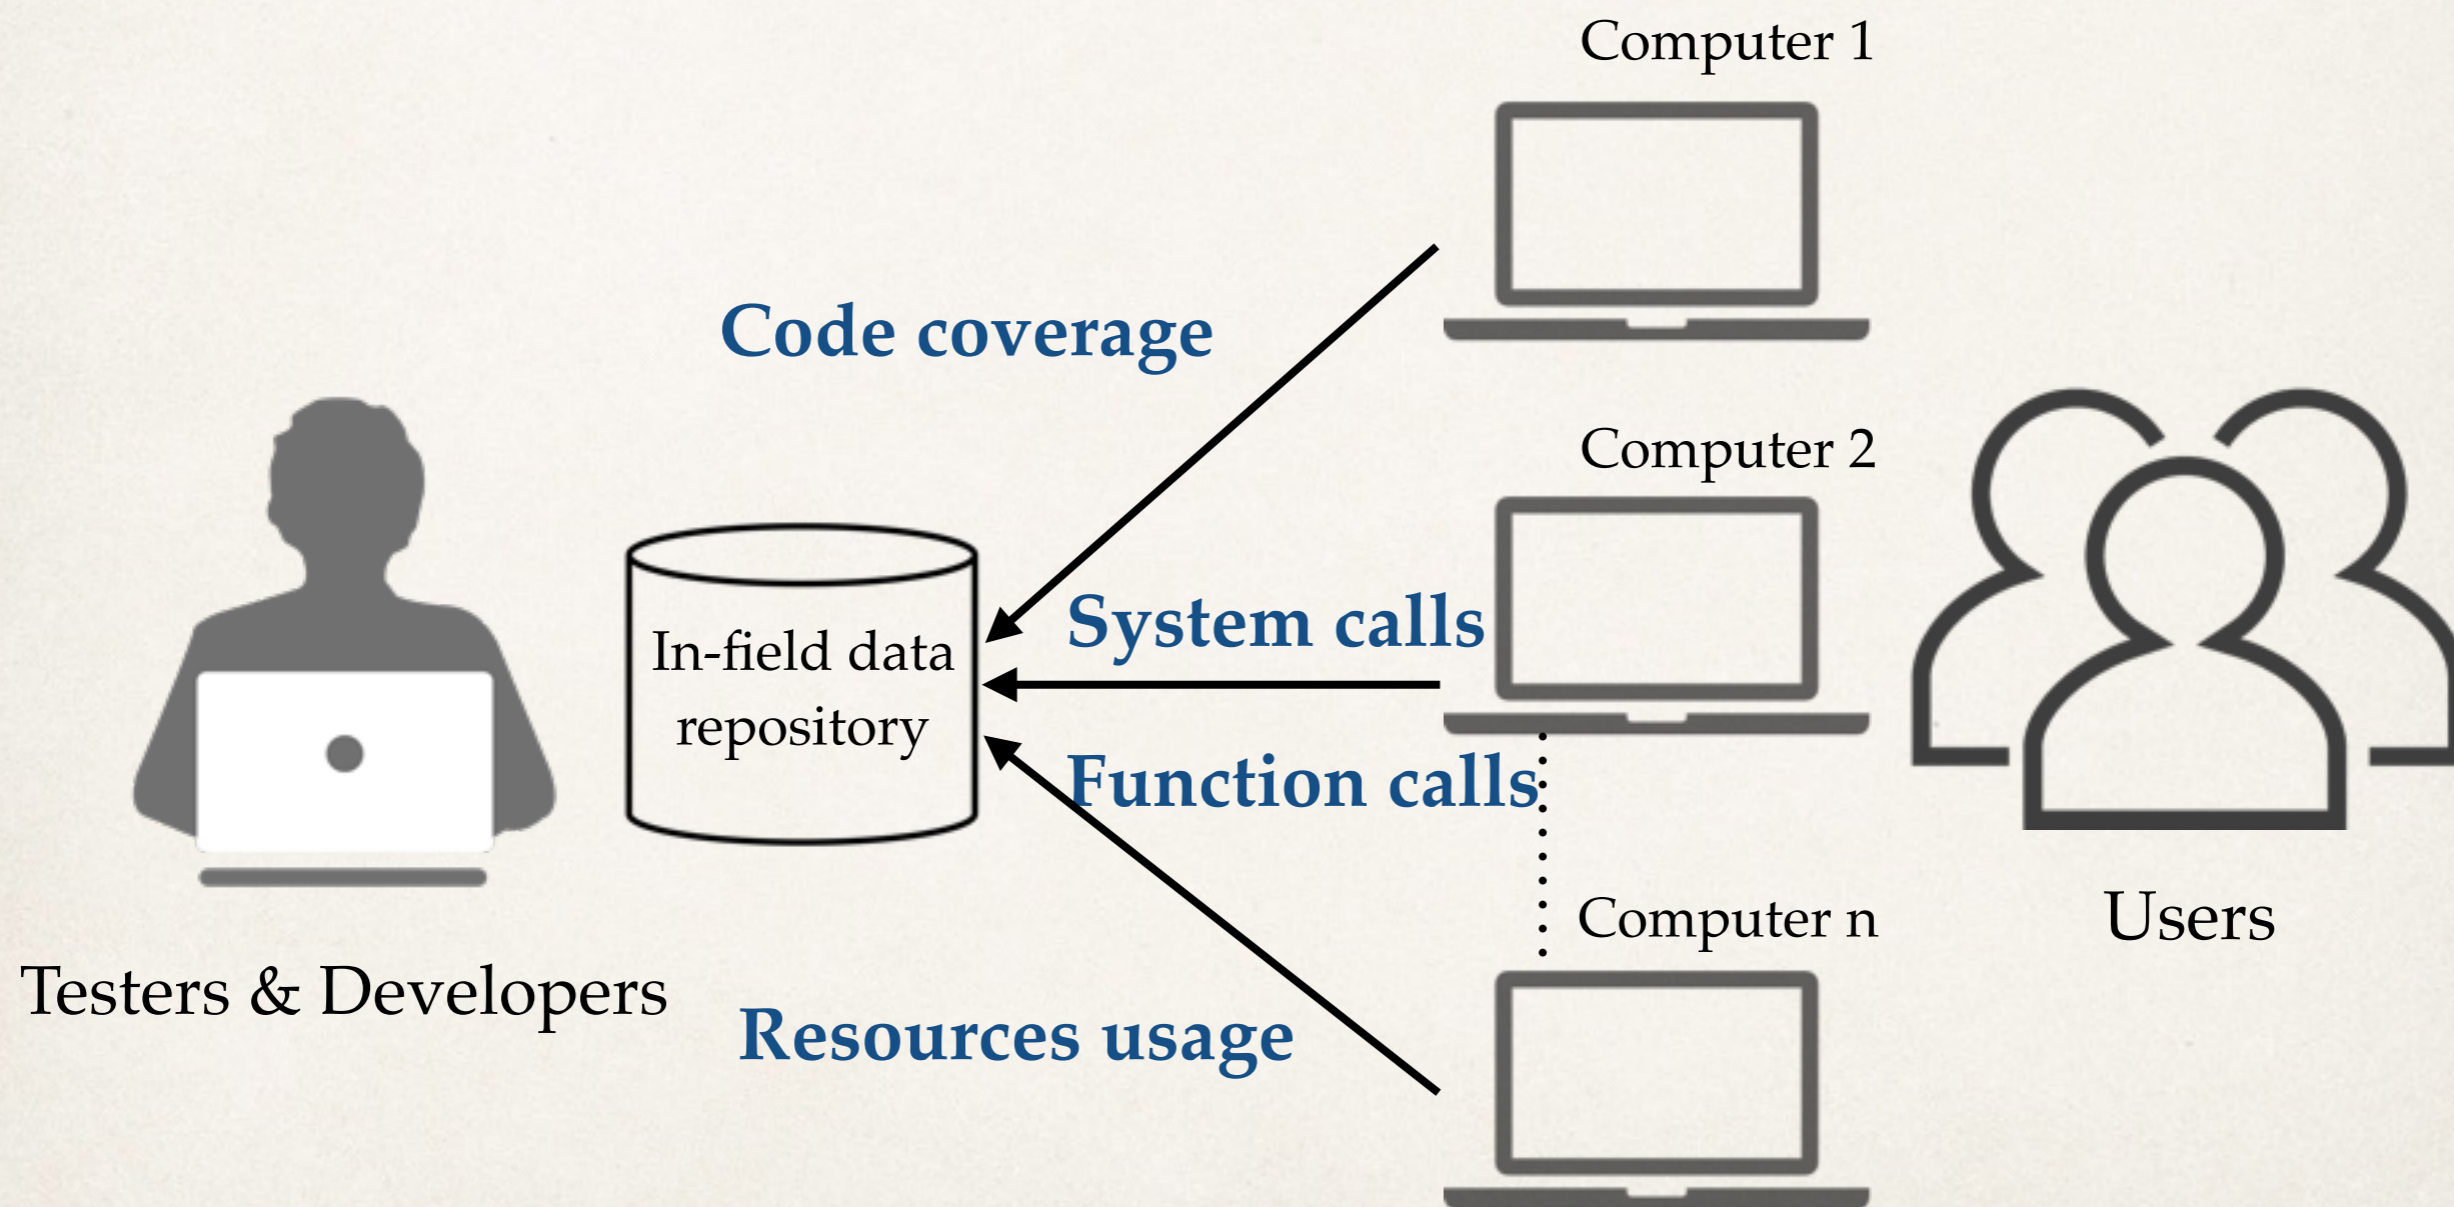 Computer 1
Code coverage
Computer 2
System calls
In-field data
repository
Function calls
Computer n
Users
Testers & Developers
Resources usage